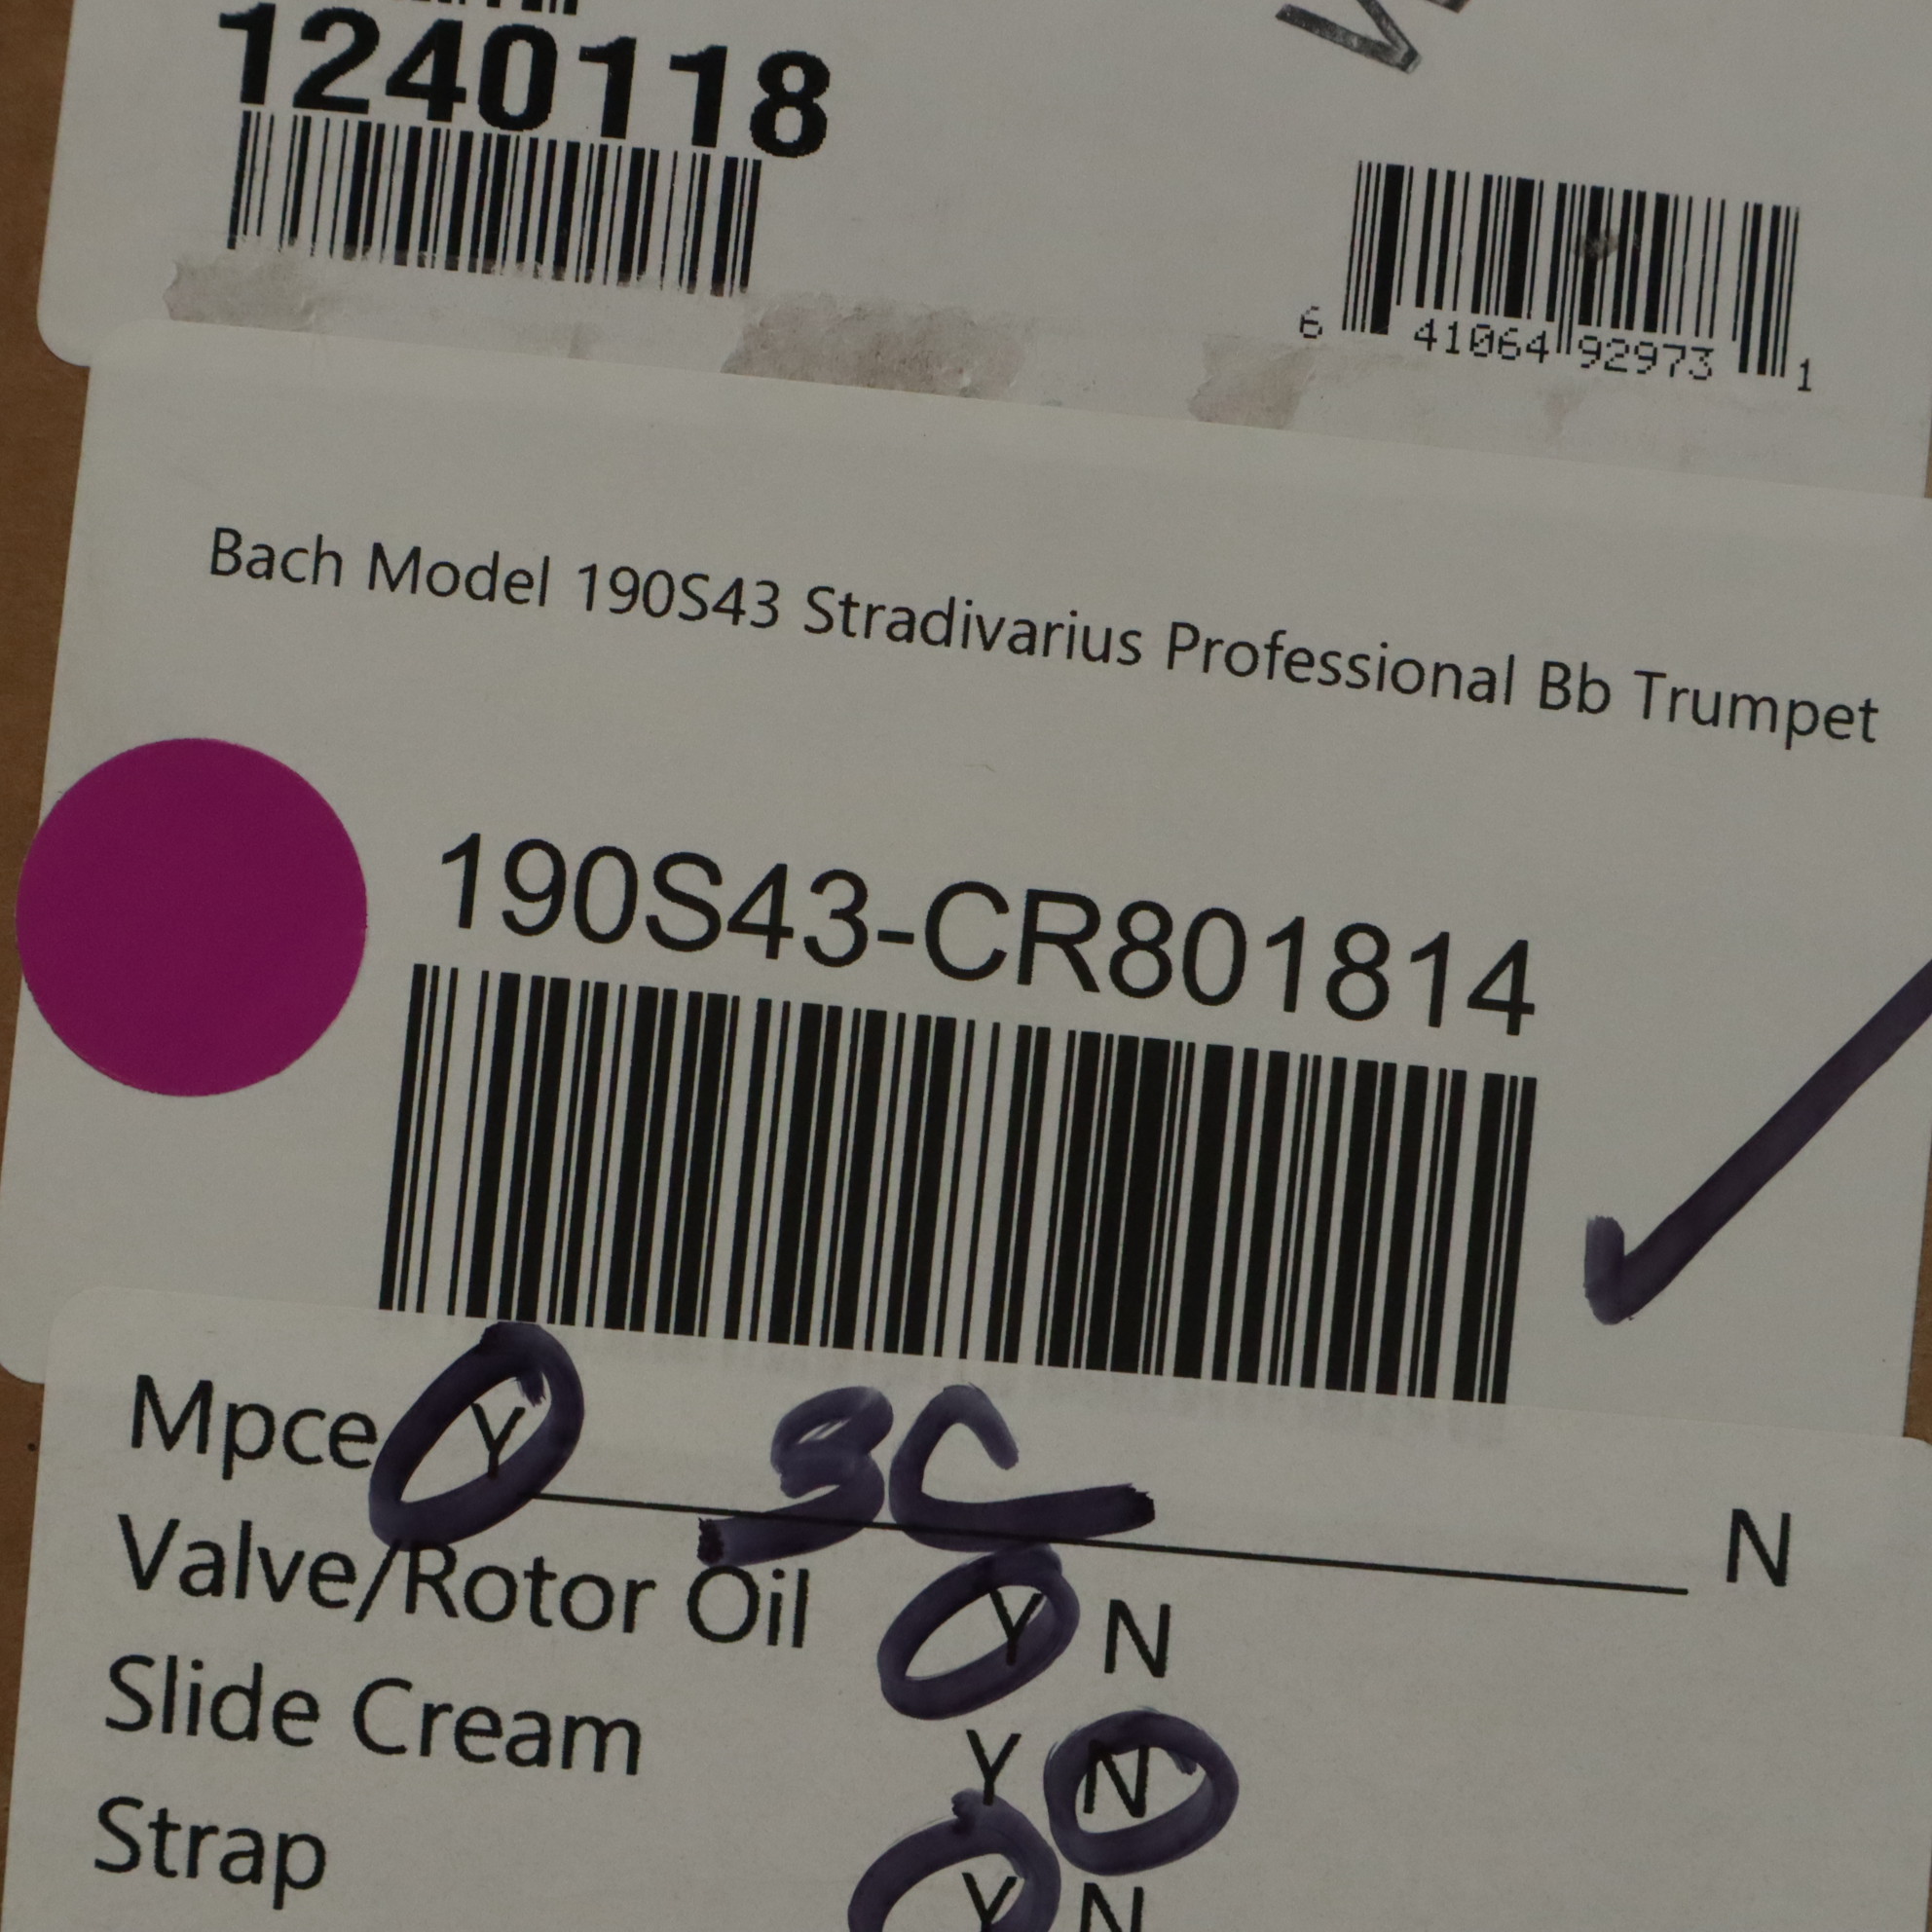 1240118
6 41064 92973 1
Bach Model 190S43 Stradivarius Professional Bb Trumpet
190S43-CR801814
Mpce Y 3C N
Valve/Rotor Oil Y N
Slide Cream Y N
Strap Y N